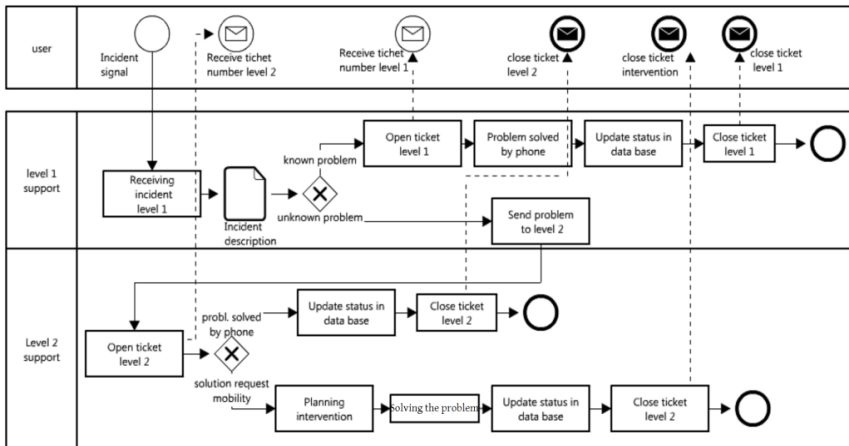 user
Incident
signal
Receive tichet
number level 2
Receive tichet
number level 1
close ticket
level 2
close ticket
intervention
close ticket
level 1
level 1
support
Receiving
incident
level 1
Incident
description
known problem
unknown problem
Open ticket
level 1
Problem solved
by phone
Update status in
data base
Close ticket
level 1
Send problem
to level 2
Level 2
support
Open ticket
level 2
probl. solved
by phone
solution request
mobility
Update status in
data base
Close ticket
level 2
Planning
intervention
Solving the problem
Update status in
data base
Close ticket
level 2